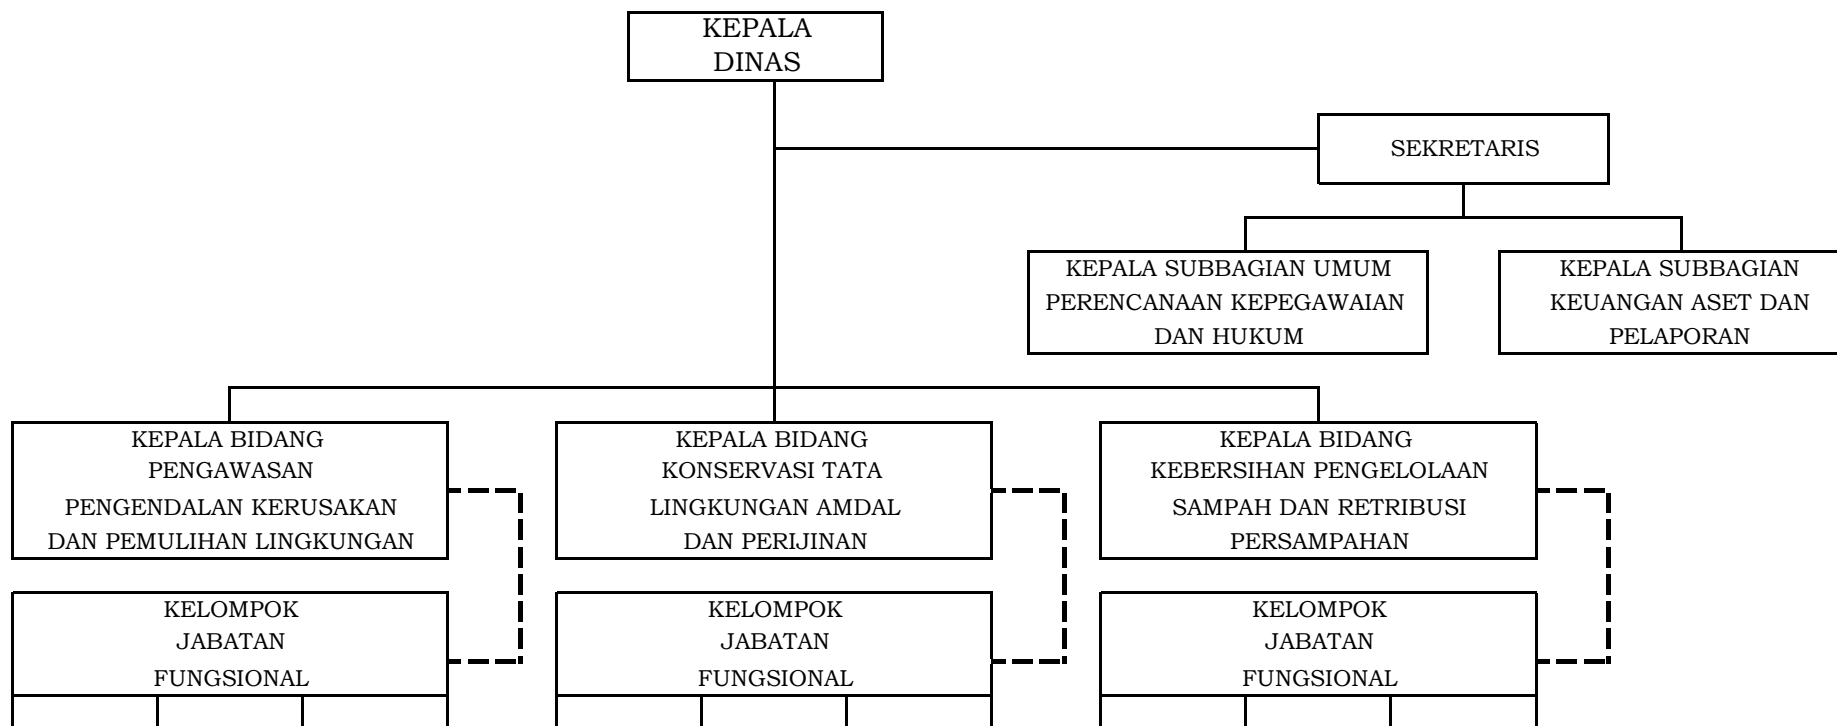 KEPALA
DINAS
SEKRETARIS
KEPALA SUBBAGIAN UMUM
PERENCANAAN KEPEGAWAIAN
DAN HUKUM
KEPALA SUBBAGIAN
KEUANGAN ASET DAN
PELAPORAN
KEPALA BIDANG
PENGAWASAN
PENGENDALAN KERUSAKAN
DAN PEMULIHAN LINGKUNGAN
KEPALA BIDANG
KONSERVASI TATA
LINGKUNGAN AMDAL
DAN PERIJINAN
KEPALA BIDANG
KEBERSIHAN PENGELOLAAN
SAMPAH DAN RETRIBUSI
PERSAMPAHAN
KELOMPOK
JABATAN
FUNGSIONAL
KELOMPOK
JABATAN
FUNGSIONAL
KELOMPOK
JABATAN
FUNGSIONAL